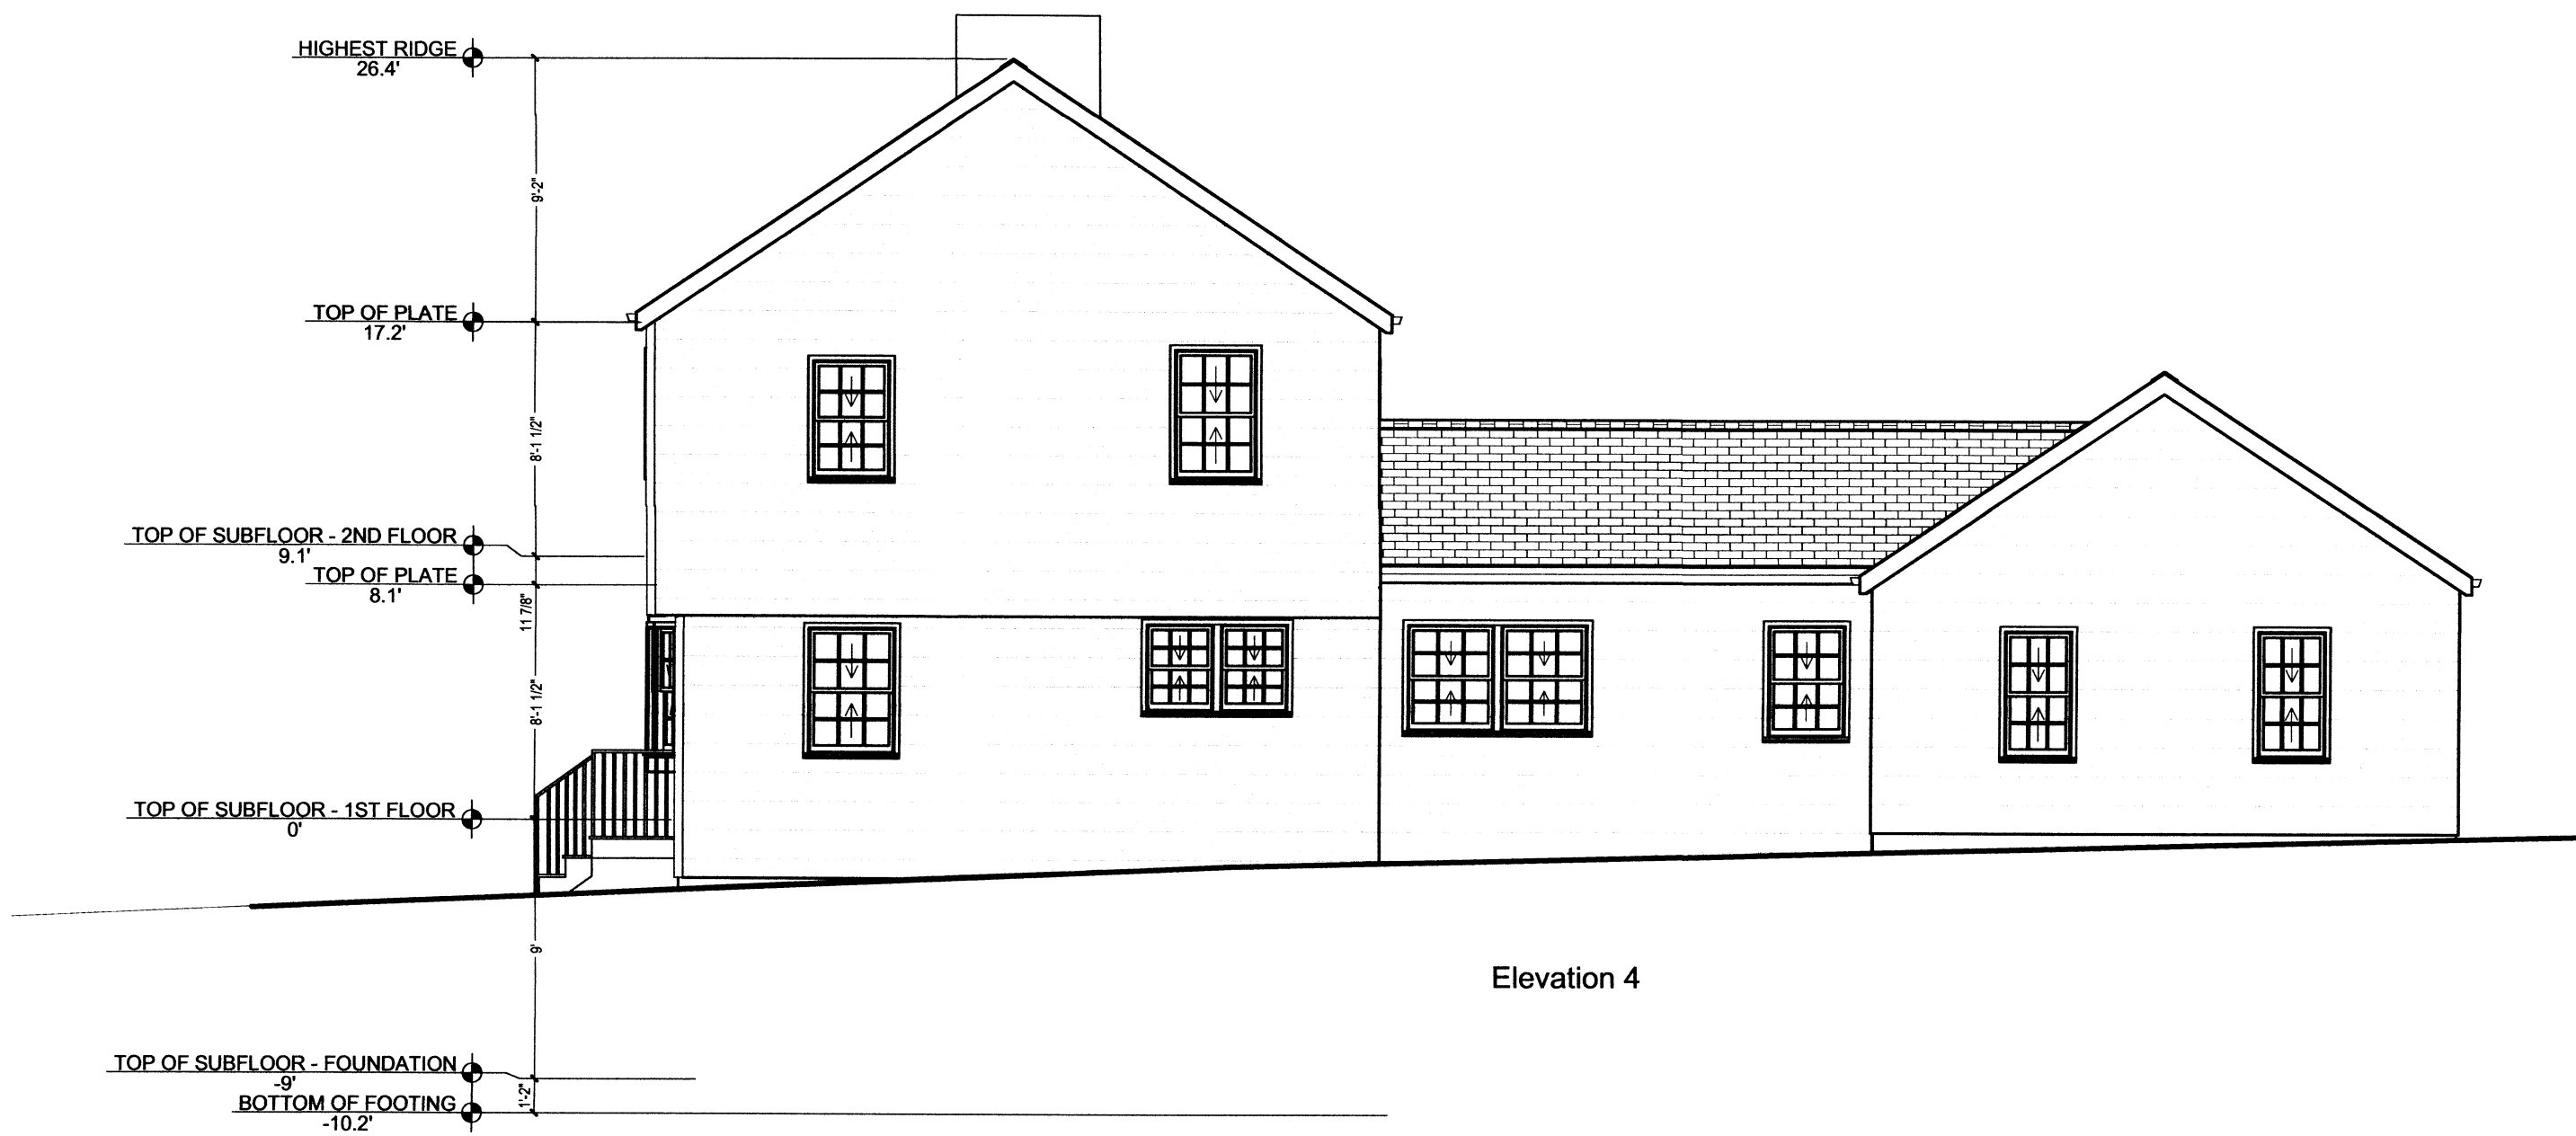 HIGHEST RIDGE
26.4'
9'-2"
TOP OF PLATE
17.2'
8'-1 1/2"
TOP OF SUBFLOOR - 2ND FLOOR
9.1'
TOP OF PLATE
8.1'
11 7/8"
8'-1 1/2"
TOP OF SUBFLOOR - 1ST FLOOR
0'
9'
Elevation 4
TOP OF SUBFLOOR - FOUNDATION
-9'
1'-2"
BOTTOM OF FOOTING
-10.2'